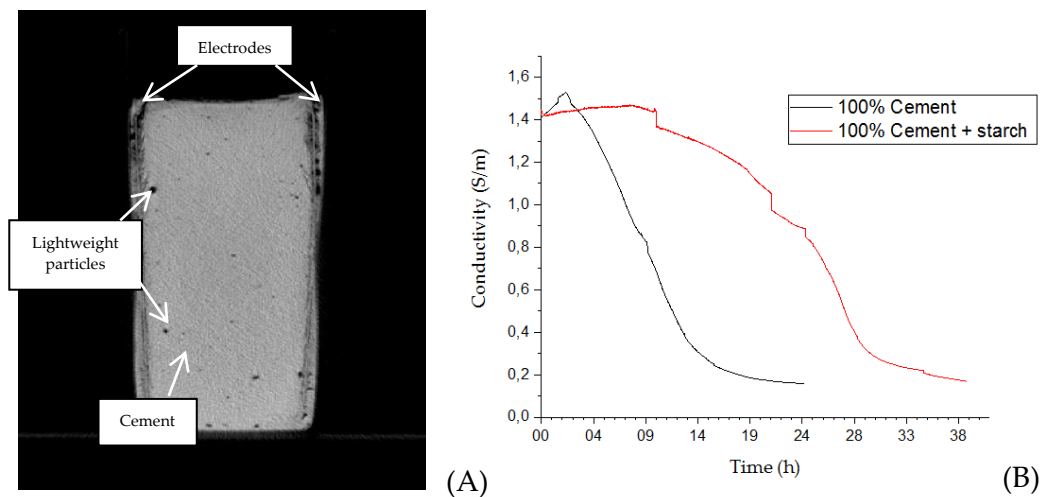 Electrodes
Lightweight
particles
Cement
(A)
1,6
1,4
1,2
1,0
0,8
0,6
0,4
0,2
0,0
Conductivity (S/m)
100% Cement
100% Cement + starch
00 04 09 14 19 24 28 33 38
Time (h)
(B)